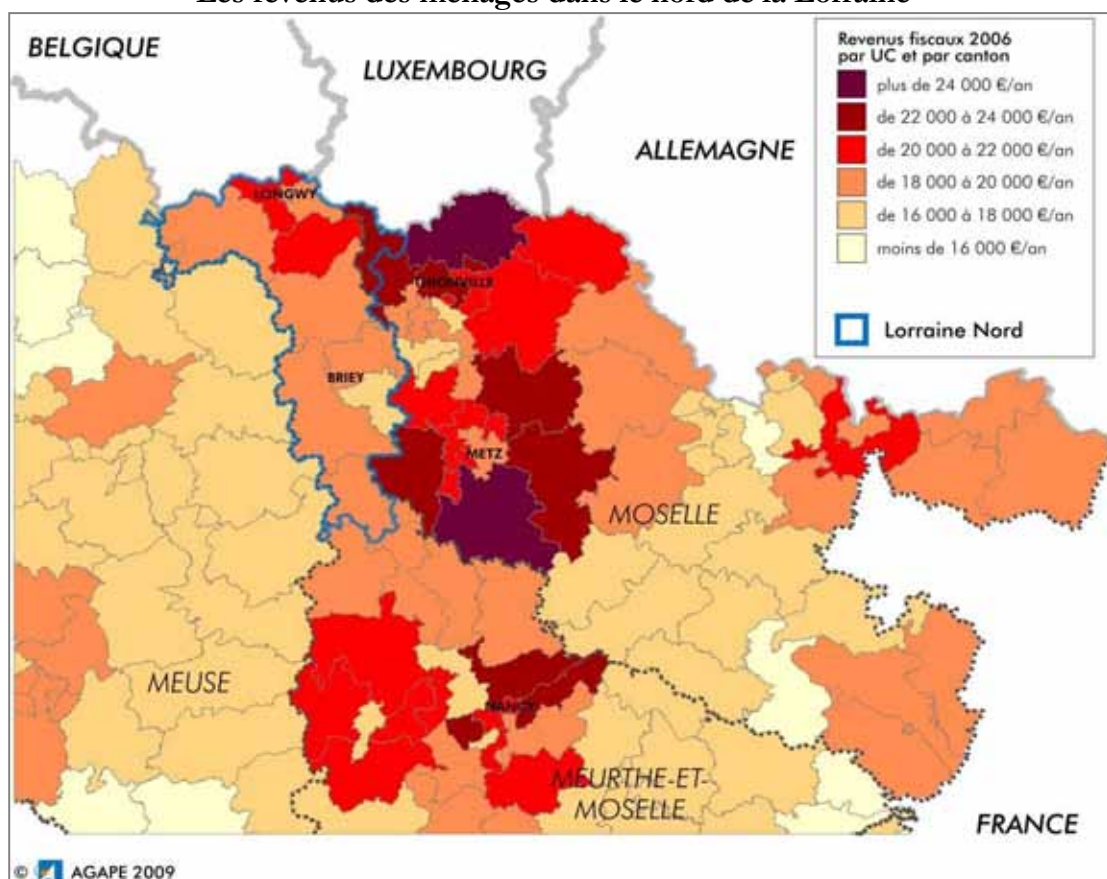 Les revenus des ménages dans le nord de la Lorraine
BELGIQUE
LUXEMBOURG
ALLEMAGNE
Revenus fiscaux 2006
par UC et par canton
plus de 24 000 €/an
de 22 000 à 24 000 €/an
de 20 000 à 22 000 €/an
de 18 000 à 20 000 €/an
de 16 000 à 18 000 €/an
moins de 16 000 €/an
Lorraine Nord
LONGWY
THIONVILLE
BRIEY
METZ
MOSELLE
MEUSE
NANCY
MEURTHE-ET-
MOSELLE
FRANCE
© AGAPE 2009